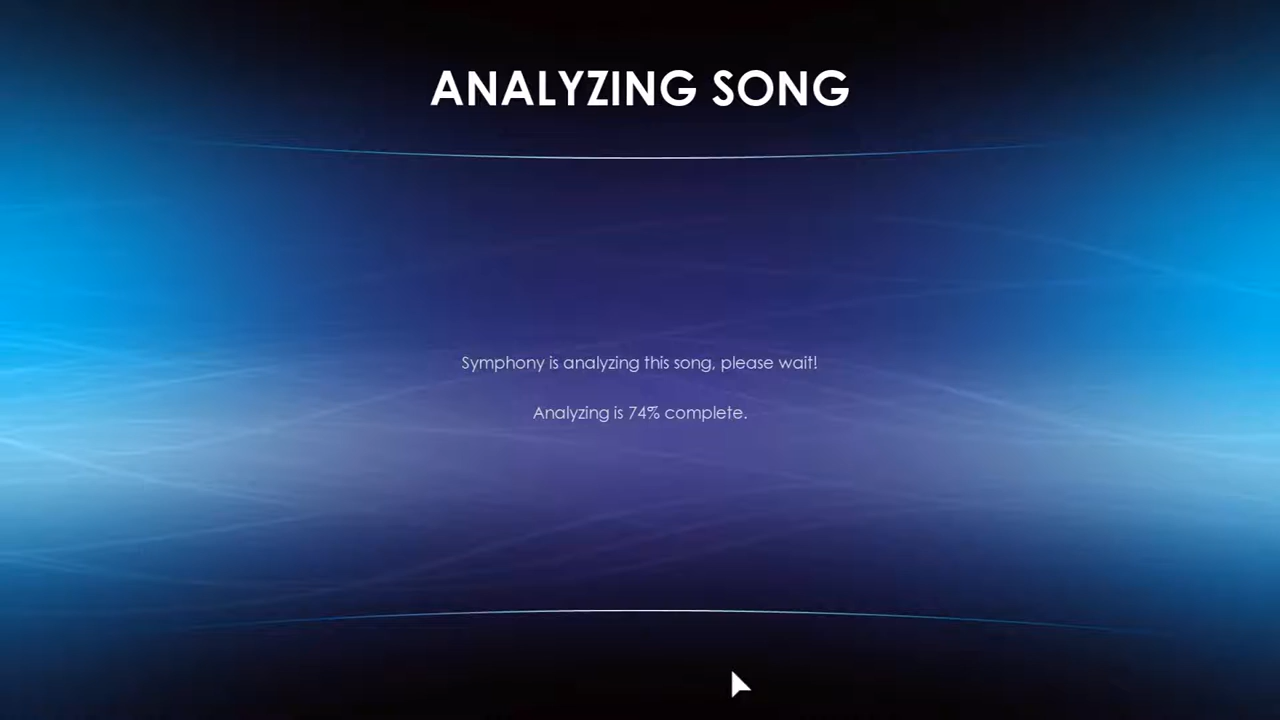 ANALYZING SONG
Symphony is analyzing this song, please wait!
Analyzing is 74% complete.